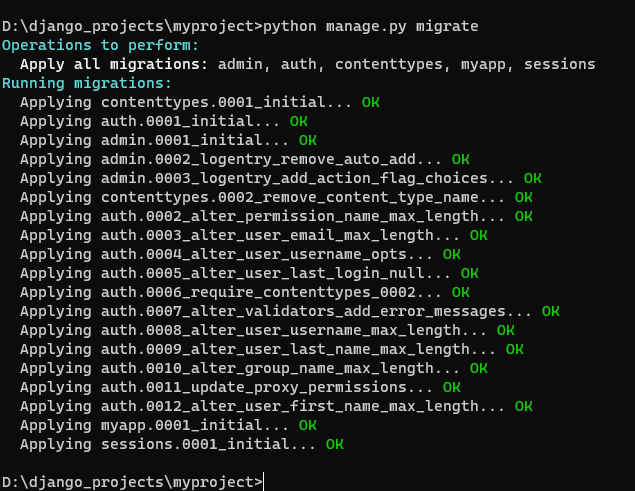 D:\django_projects\myproject>python manage.py migrate
Operations to perform:
  Apply all migrations: admin, auth, contenttypes, myapp, sessions
Running migrations:
  Applying contenttypes.0001_initial... OK
  Applying auth.0001_initial... OK
  Applying admin.0001_initial... OK
  Applying admin.0002_logentry_remove_auto_add... OK
  Applying admin.0003_logentry_add_action_flag_choices... OK
  Applying contenttypes.0002_remove_content_type_name... OK
  Applying auth.0002_alter_permission_name_max_length... OK
  Applying auth.0003_alter_user_email_max_length... OK
  Applying auth.0004_alter_user_username_opts... OK
  Applying auth.0005_alter_user_last_login_null... OK
  Applying auth.0006_require_contenttypes_0002... OK
  Applying auth.0007_alter_validators_add_error_messages... OK
  Applying auth.0008_alter_user_username_max_length... OK
  Applying auth.0009_alter_user_last_name_max_length... OK
  Applying auth.0010_alter_group_name_max_length... OK
  Applying auth.0011_update_proxy_permissions... OK
  Applying auth.0012_alter_user_first_name_max_length... OK
  Applying myapp.0001_initial... OK
  Applying sessions.0001_initial... OK
D:\django_projects\myproject>